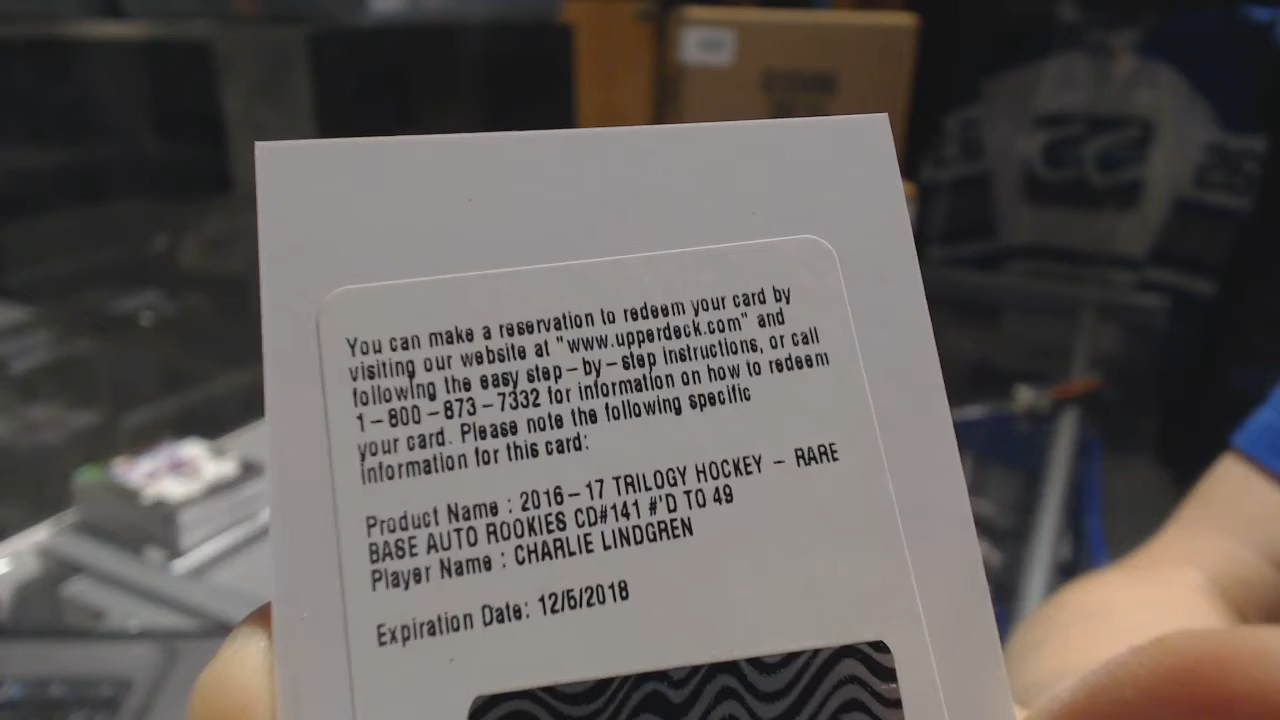 You can make a reservation to redeem your card by
visiting our website at "www.upperdeck.com" and
following the easy step-by-step instructions, or call
1-800-873-7332 for information on how to redeem
your card. Please note the following specific
information for this card:
Product Name : 2016-17 TRILOGY HOCKEY - RARE
BASE AUTO ROOKIES CD#141 #'D TO 49
Player Name : CHARLIE LINDGREN
Expiration Date: 12/5/2018